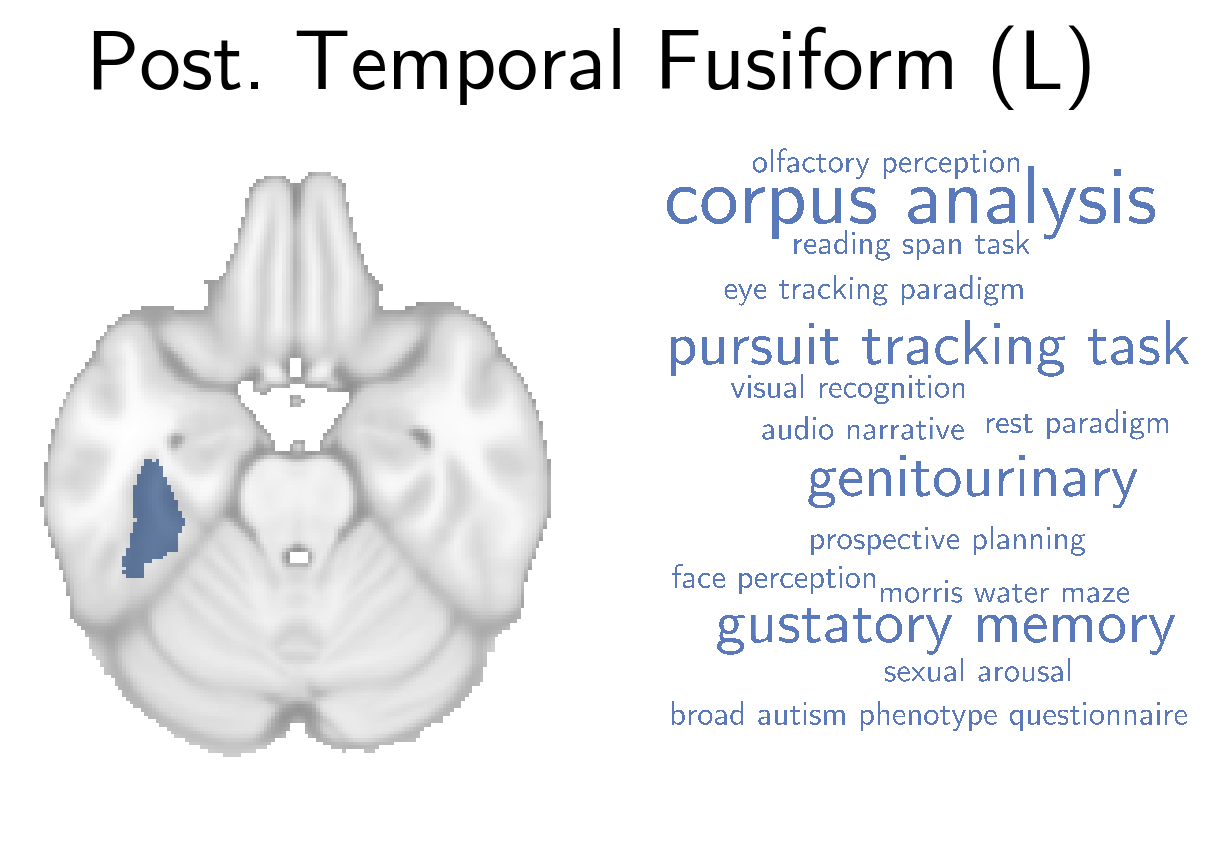 Post. Temporal Fusiform (L)
olfactory perception
corpus analysis
reading span task
eye tracking paradigm
pursuit tracking task
visual recognition
audio narrative
rest paradigm
genitourinary
prospective planning
face perception
morris water maze
gustatory memory
sexual arousal
broad autism phenotype questionnaire